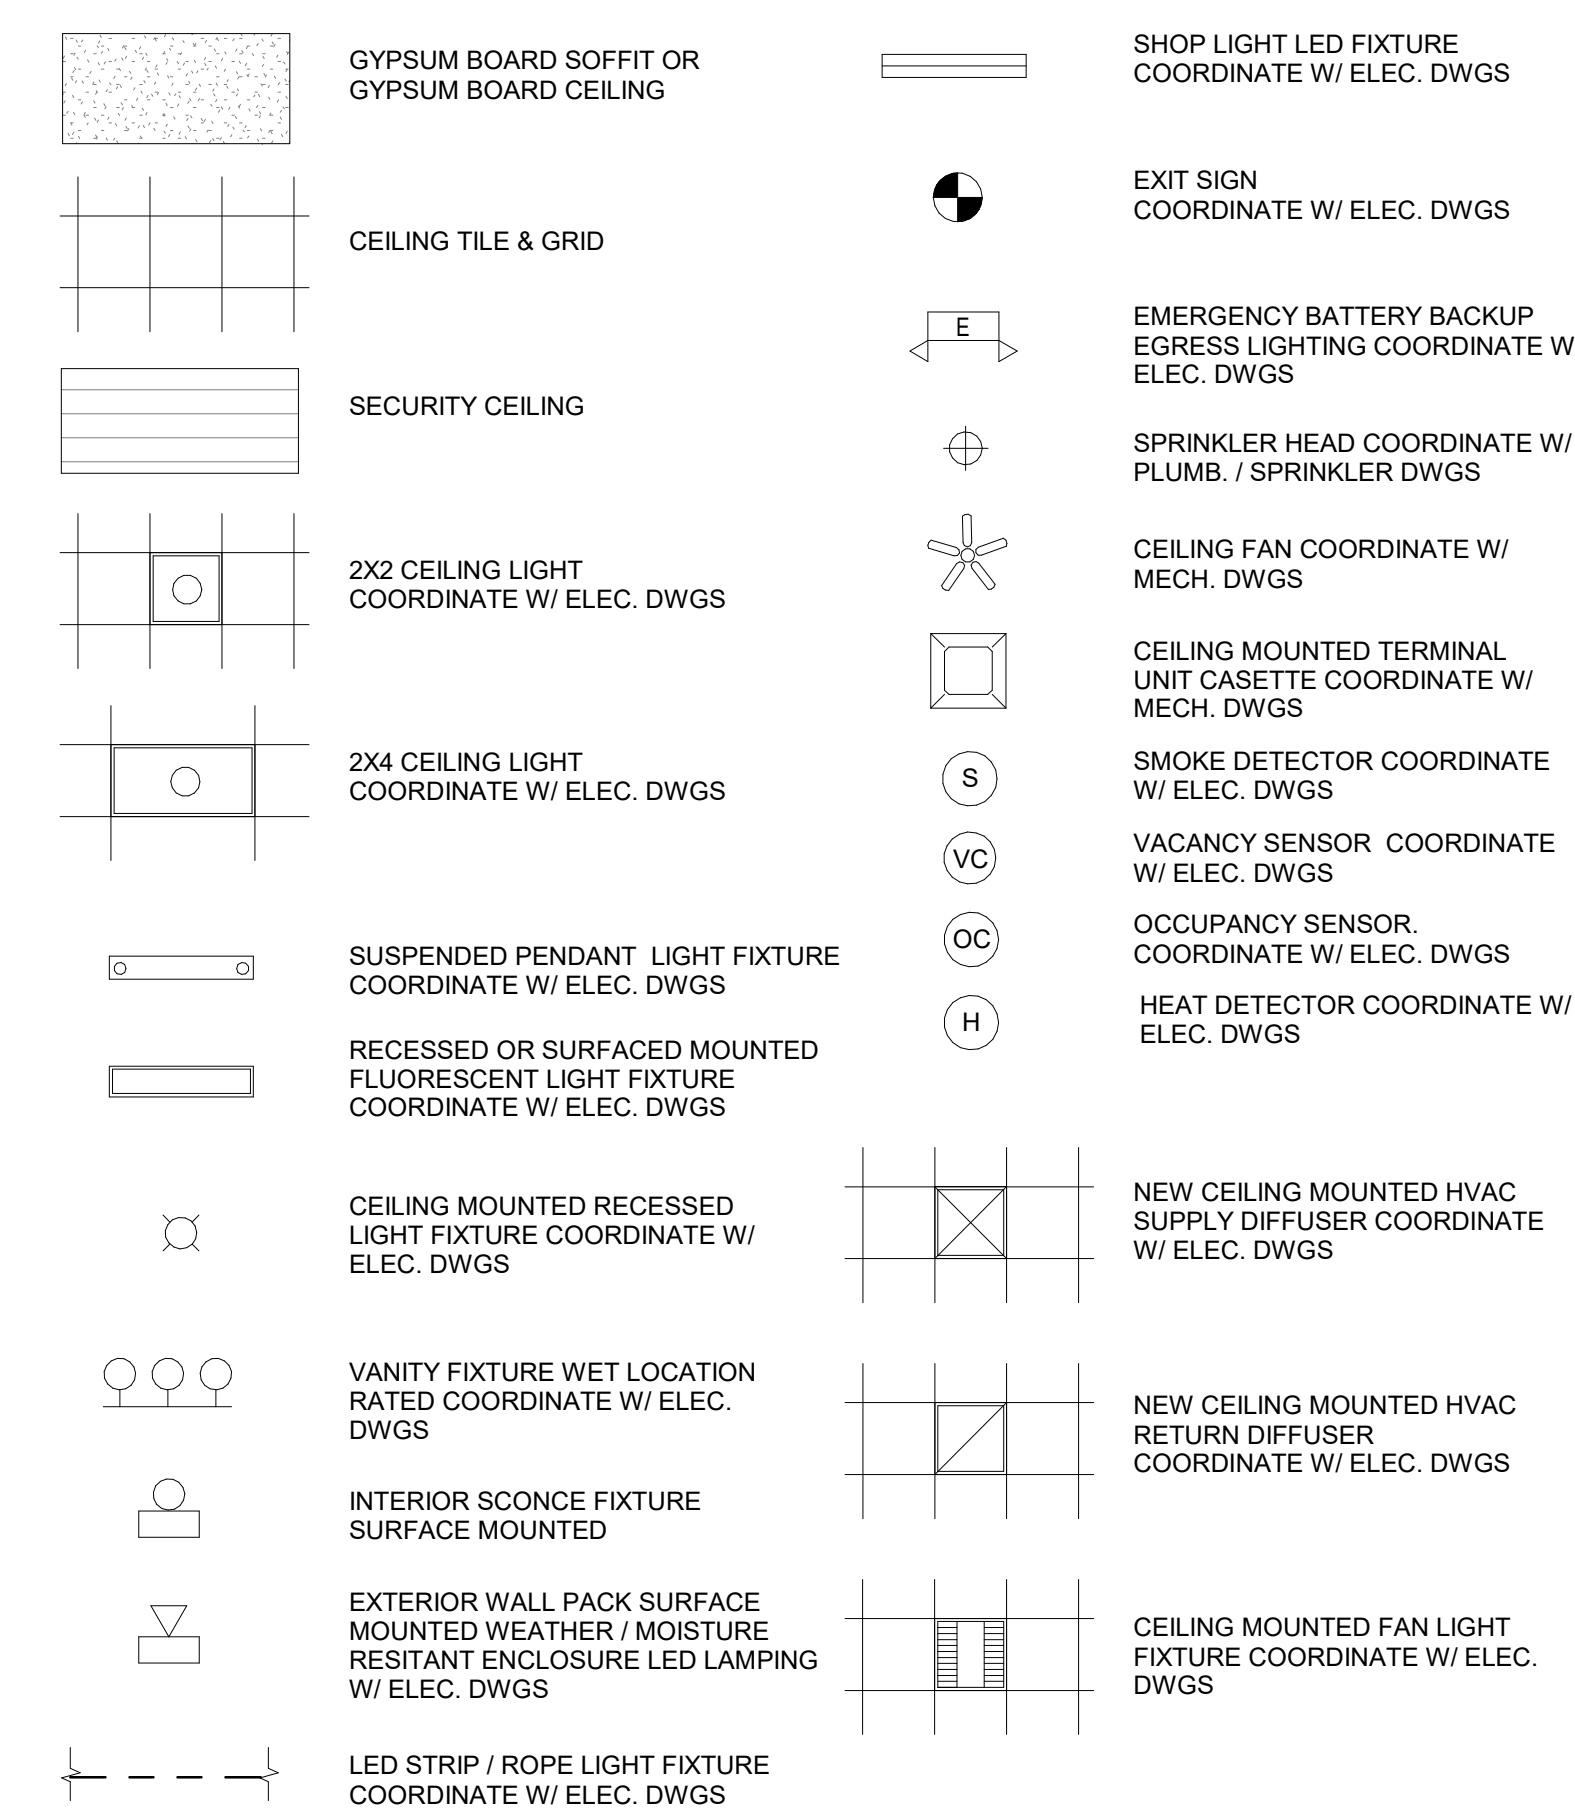 GYPSUM BOARD SOFFIT OR
GYPSUM BOARD CEILING
CEILING TILE & GRID
SECURITY CEILING
2X2 CEILING LIGHT
COORDINATE W/ ELEC. DWGS
2X4 CEILING LIGHT
COORDINATE W/ ELEC. DWGS
SUSPENDED PENDANT LIGHT FIXTURE
COORDINATE W/ ELEC. DWGS
RECESSED OR SURFACED MOUNTED
FLUORESCENT LIGHT FIXTURE
COORDINATE W/ ELEC. DWGS
CEILING MOUNTED RECESSED
LIGHT FIXTURE COORDINATE W/
ELEC. DWGS
VANITY FIXTURE WET LOCATION
RATED COORDINATE W/ ELEC.
DWGS
INTERIOR SCONCE FIXTURE
SURFACE MOUNTED
EXTERIOR WALL PACK SURFACE
MOUNTED WEATHER / MOISTURE
RESITANT ENCLOSURE LED LAMPING
W/ ELEC. DWGS
LED STRIP / ROPE LIGHT FIXTURE
COORDINATE W/ ELEC. DWGS
SHOP LIGHT LED FIXTURE
COORDINATE W/ ELEC. DWGS
EXIT SIGN
COORDINATE W/ ELEC. DWGS
E
EMERGENCY BATTERY BACKUP
EGRESS LIGHTING COORDINATE W
ELEC. DWGS
SPRINKLER HEAD COORDINATE W/
PLUMB. / SPRINKLER DWGS
CEILING FAN COORDINATE W/
MECH. DWGS
CEILING MOUNTED TERMINAL
UNIT CASETTE COORDINATE W/
MECH. DWGS
S
SMOKE DETECTOR COORDINATE
W/ ELEC. DWGS
VC
VACANCY SENSOR COORDINATE
W/ ELEC. DWGS
OC
OCCUPANCY SENSOR.
COORDINATE W/ ELEC. DWGS
H
HEAT DETECTOR COORDINATE W/
ELEC. DWGS
NEW CEILING MOUNTED HVAC
SUPPLY DIFFUSER COORDINATE
W/ ELEC. DWGS
NEW CEILING MOUNTED HVAC
RETURN DIFFUSER
COORDINATE W/ ELEC. DWGS
CEILING MOUNTED FAN LIGHT
FIXTURE COORDINATE W/ ELEC.
DWGS